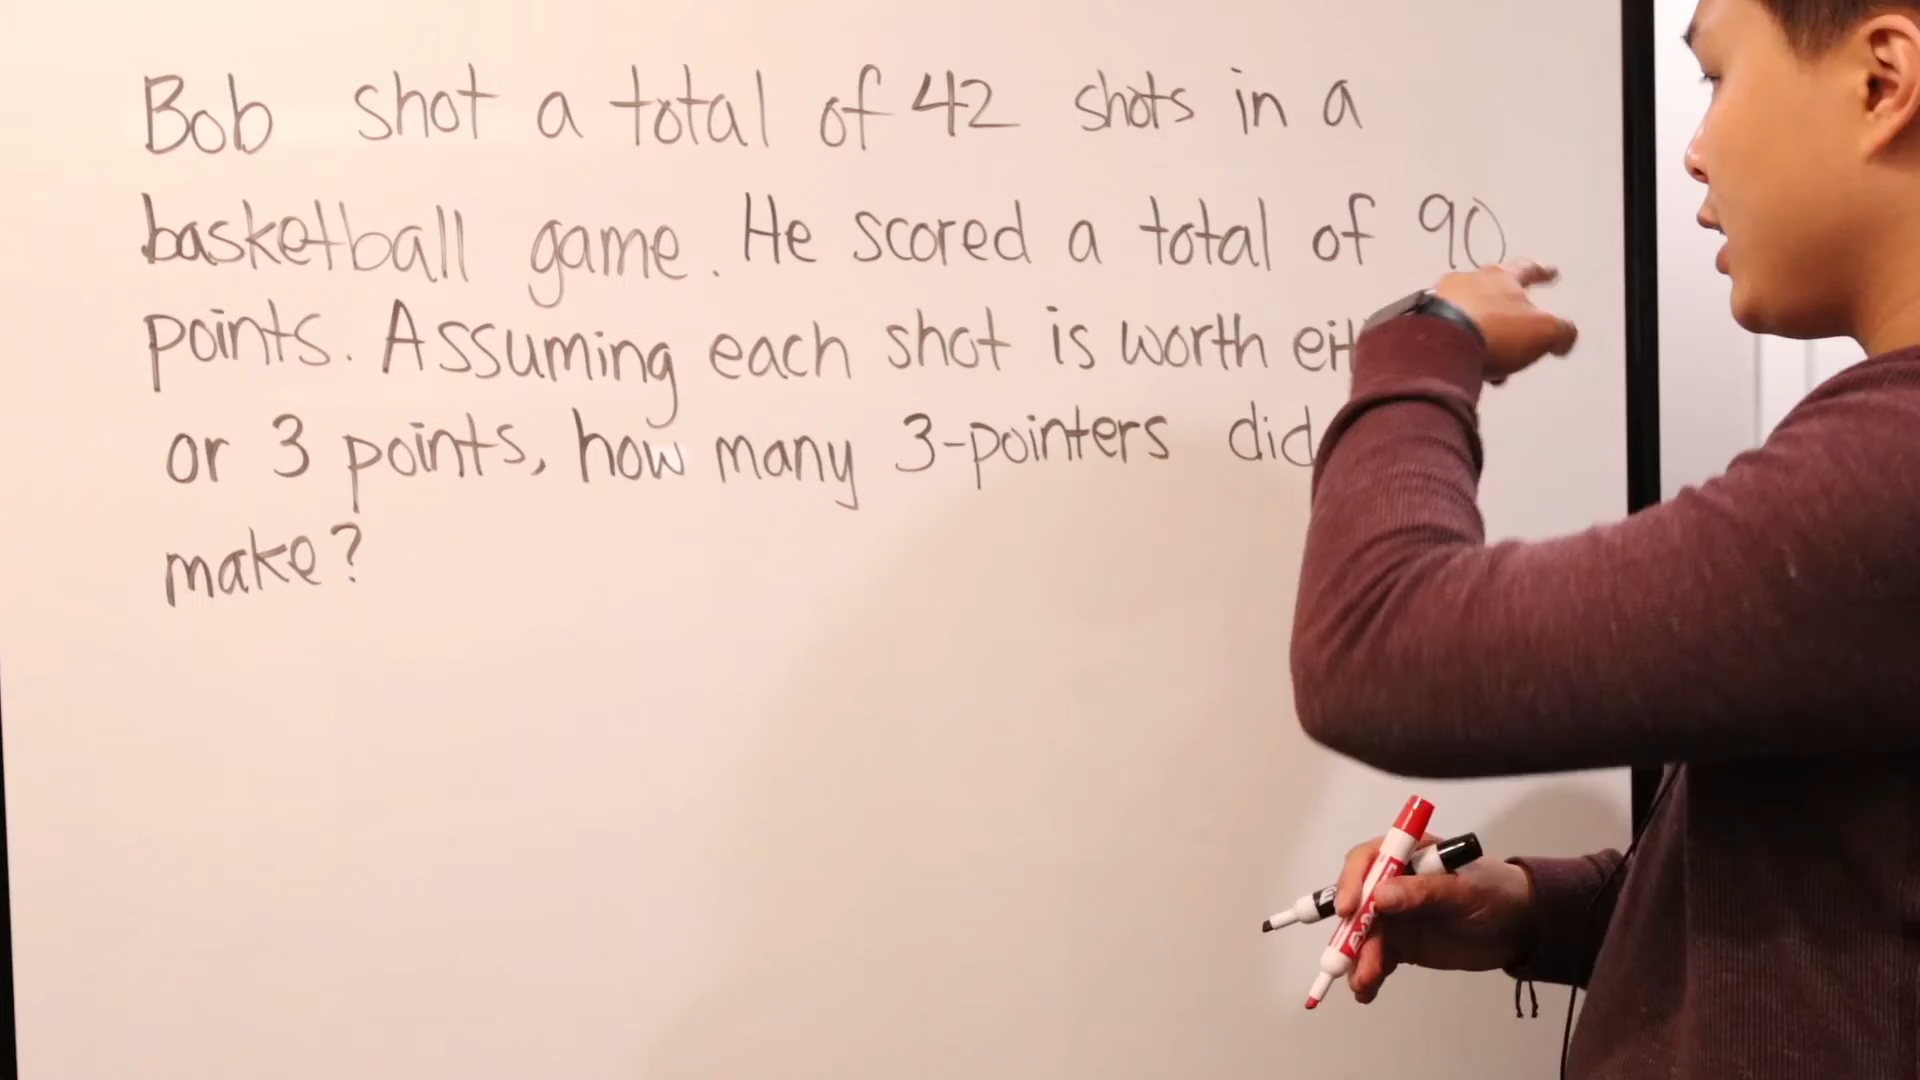 Bob shot a total of 42 shots in a
basketball game. He scored a total of 90
points. Assuming each shot is worth
or 3 points, how many 3-pointers did
make?